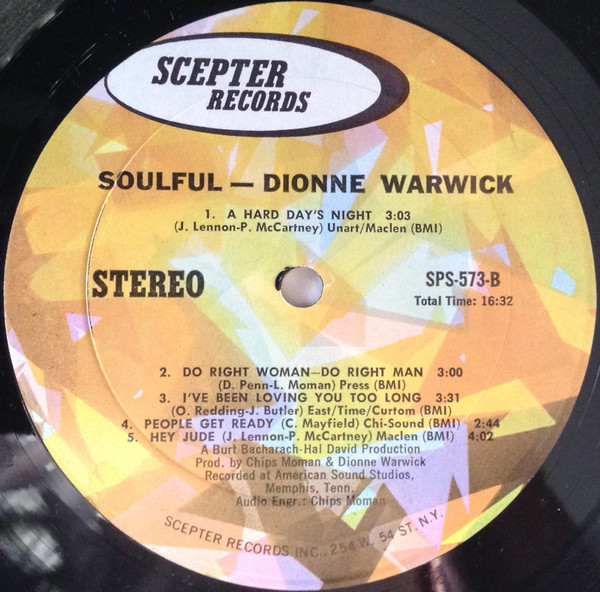 SCEPTER
RECORDS
SOULFUL — DIONNE WARWICK
1. A HARD DAY'S NIGHT 3:03
(J. Lennon-P. McCartney) Unart/Maclen (BMI)
STEREO
SPS-573-B
Total Time: 16:32
2. DO RIGHT WOMAN—DO RIGHT MAN 3:00
(D. Penn-L. Moman) Press (BMI)
3. I'VE BEEN LOVING YOU TOO LONG 3:31
(O. Redding-J. Butler) East/Time/Curtom (BMI)
4. PEOPLE GET READY (C. Mayfield) Chi-Sound (BMI) 2:44
5. HEY JUDE (J. Lennon-P. McCartney) Maclen (BMI) 4:02
A Burt Bacharach-Hal David Production
Prod. by Chips Moman & Dionne Warwick
Recorded at American Sound Studios,
Memphis, Tenn.
Audio Engr.: Chips Moman
SCEPTER RECORDS INC., 254 W. 54 ST. N.Y.